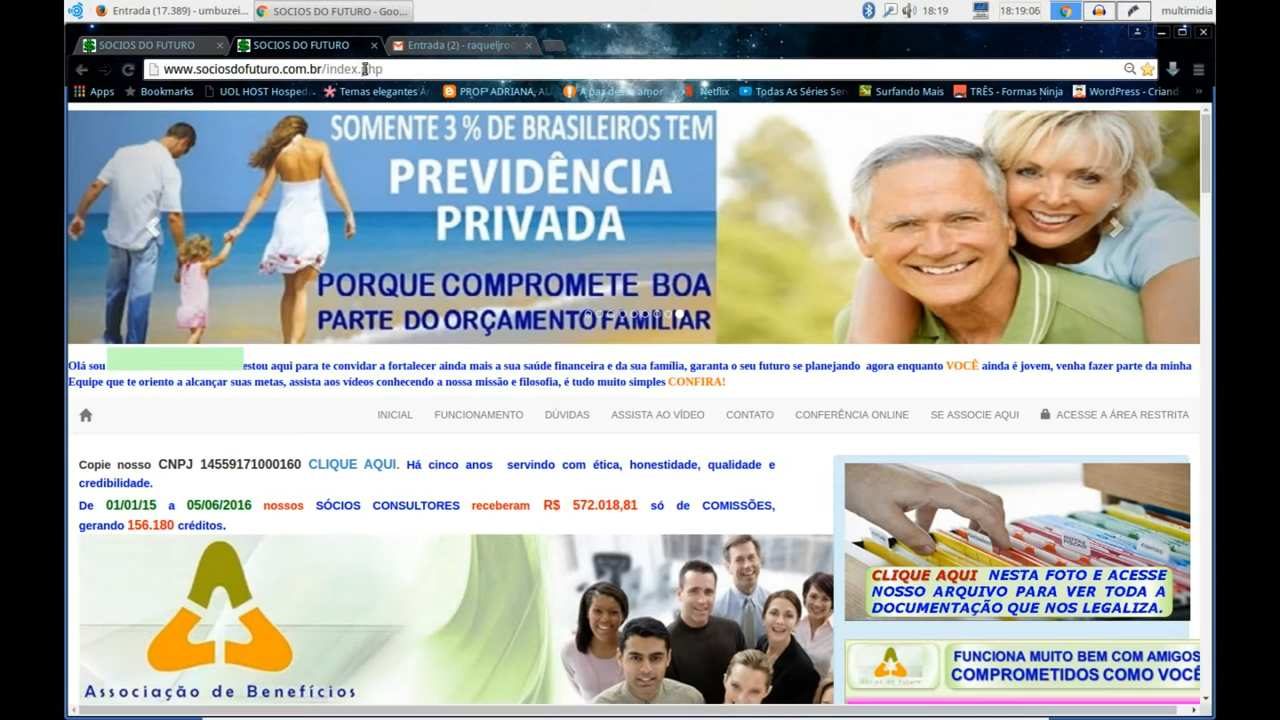 Entrada (17.389) - umbuzei...
SOCIOS DO FUTURO - Goo...
18:19
18:19:06
multimidia
SOCIOS DO FUTURO
SOCIOS DO FUTURO
Entrada (2) - raqueljrod
www.sociosdofuturo.com.br/index.php
Apps
Bookmarks
UOL HOST Hosped
Temas elegantes
PROFª ADRIANA,
A paz de
amor
Netflix
Todas As Séries Ser
Surfando Mais
TRÊS - Formas Ninja
WordPress - Crian
SOMENTE 3 % DE BRASILEIROS TEM
PREVIDÊNCIA
PRIVADA
PORQUE COMPROMETE BOA
PARTE DO ORÇAMENTO FAMILIAR
Olá sou estou aqui para te convidar a fortalecer ainda mais a sua saúde financeira e da sua família, garanta o seu futuro se planejando agora enquanto VOCÊ ainda é jovem, venha fazer parte da minha
Equipe que te oriento a alcançar suas metas, assista aos vídeos conhecendo a nossa missão e filosofia, é tudo muito simples CONFIRA!
INICIAL
FUNCIONAMENTO
DÚVIDAS
ASSISTA AO VÍDEO
CONTATO
CONFERÊNCIA ONLINE
SE ASSOCIE AQUI
ACESSE A ÁREA RESTRITA
Copie nosso CNPJ 14559171000160 CLIQUE AQUI. Há cinco anos servindo com ética, honestidade, qualidade e
credibilidade.
De 01/01/15 a 05/06/2016 nossos SÓCIOS CONSULTORES receberam R$ 572.018,81 só de COMISSÕES,
gerando 156.180 créditos.
Associação de Benefícios
NOTAS FISCAIS
CLIQUE AQUI NESTA FOTO E ACESSE
NOSSO ARQUIVO PARA VER TODA A
DOCUMENTAÇÃO QUE NOS LEGALIZA.
FUNCIONA MUITO BEM COM AMIGOS
COMPROMETIDOS COMO VOCÊ